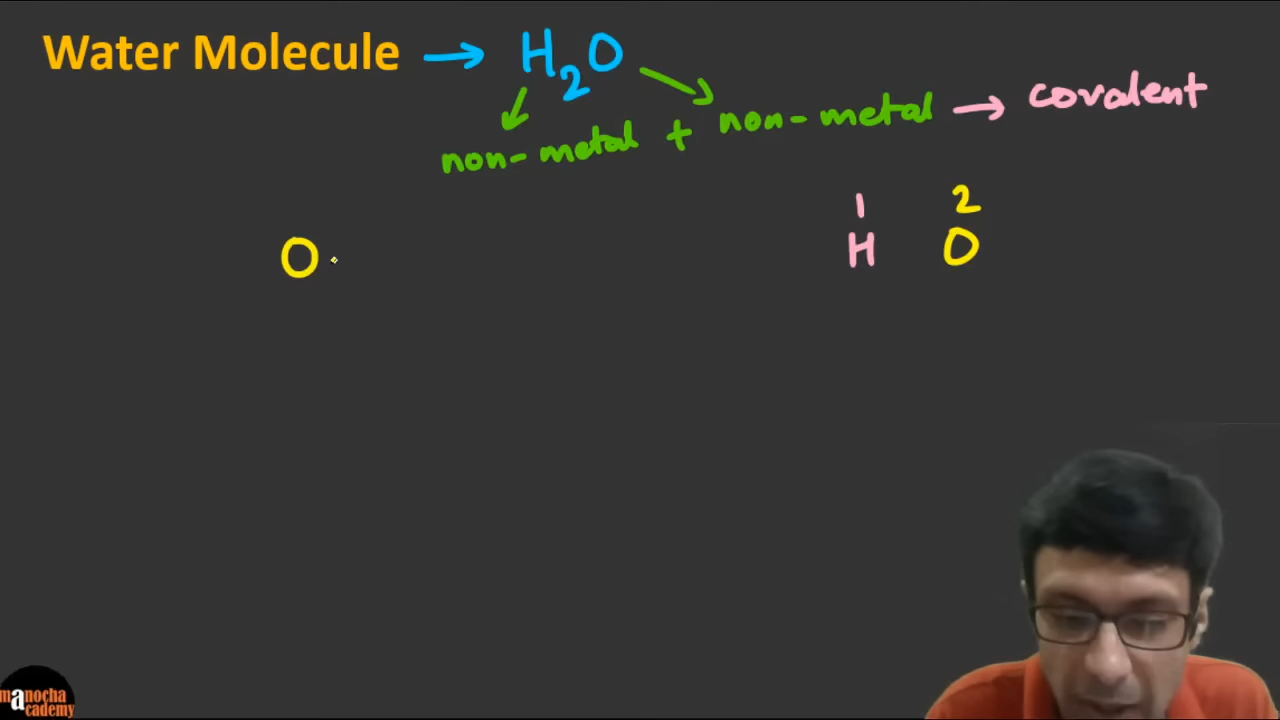 Water Molecule → H₂O
non-metal + non-metal → covalent
1 2
O H O
manocha
academy